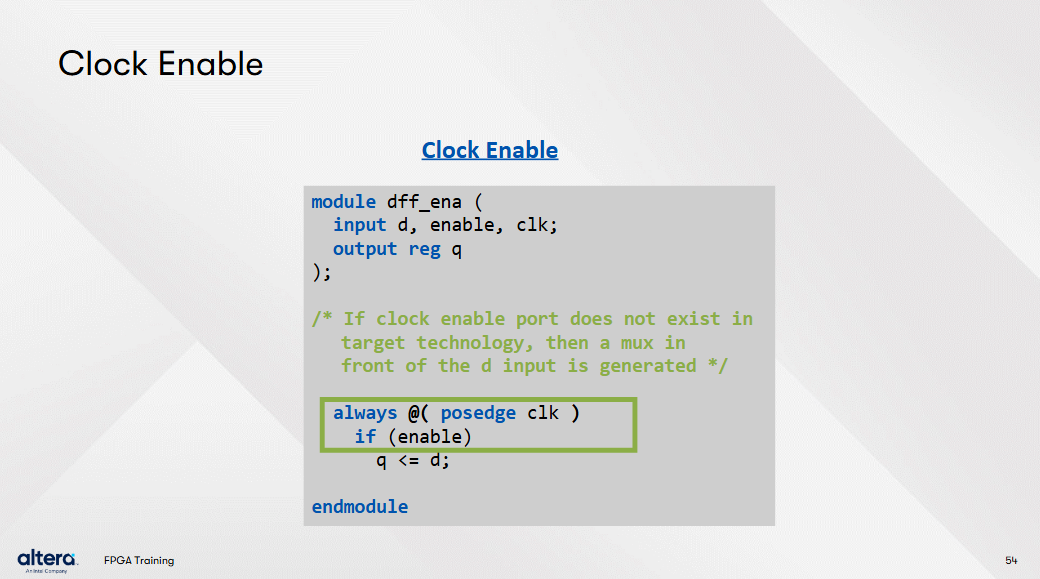 Clock Enable
Clock Enable
module dff_ena (
input d, enable, clk;
output reg q
);
/* If clock enable port does not exist in
target technology, then a mux in
front of the d input is generated */
always @( posedge clk )
if (enable)
q <= d;
endmodule
altera.
An Intel Company
FPGA Training
54